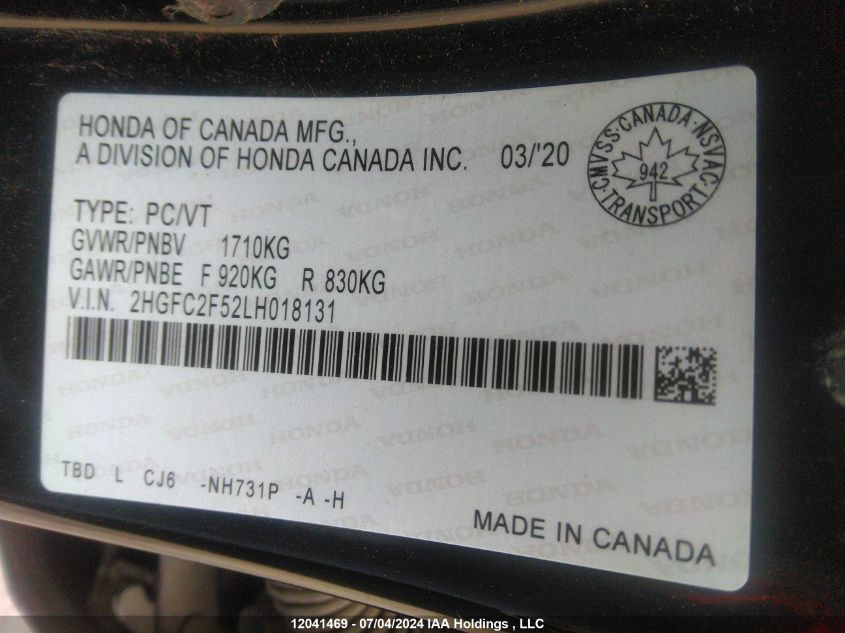 HONDA OF CANADA MFG.,
A DIVISION OF HONDA CANADA INC. 03/'20
CMVSS·CANADA·NSVAC·TRANSPORT·
942
TYPE: PC/VT
GVWR/PNBV 1710KG
GAWR/PNBE F 920KG R 830KG
V.I.N. 2HGFC2F52LH018131
TBD L CJ6 -NH731P -A -H
MADE IN CANADA
12041469 - 07/04/2024 IAA Holdings , LLC